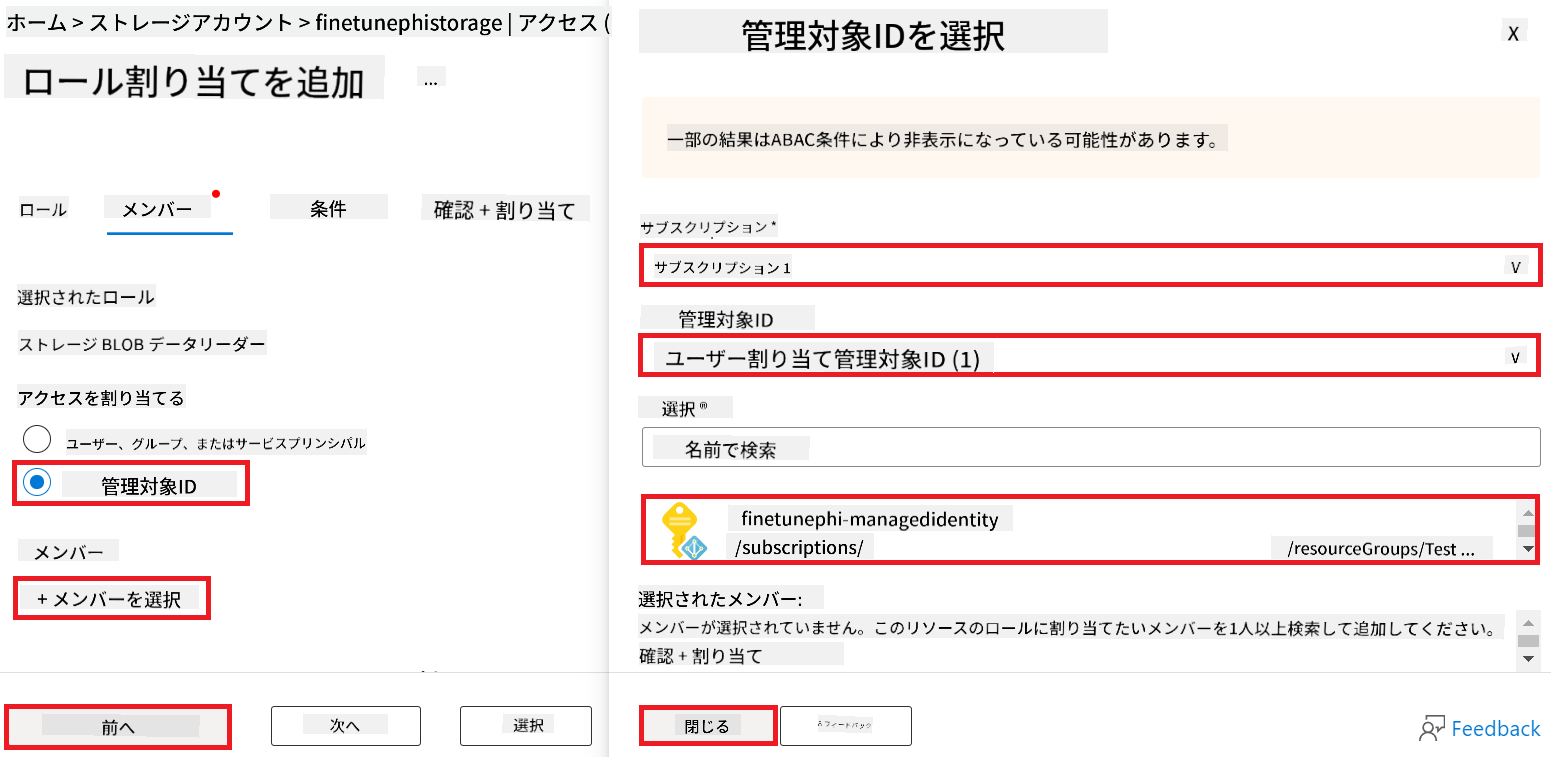 ホーム > ストレージアカウント > finetunephistorage | アクセス (
ロール割り当てを追加
...
ロール
メンバー
条件
確認 + 割り当て
選択されたロール
ストレージ BLOB データリーダー
アクセスを割り当てる
ユーザー、グループ、またはサービスプリンシパル
管理対象ID
メンバー
+ メンバーを選択
前へ
次へ
選択
管理対象IDを選択
X
一部の結果はABAC条件により非表示になっている可能性があります。
サブスクリプション *
サブスクリプション 1
管理対象ID
ユーザー割り当て管理対象ID (1)
選択 ®
名前で検索
finetunephi-managedidentity
/subscriptions/ /resourceGroups/Test ...
選択されたメンバー:
メンバーが選択されていません。このリソースのロールに割り当てたいメンバーを1人以上検索して追加してください。
確認 + 割り当て
閉じる
Feedback